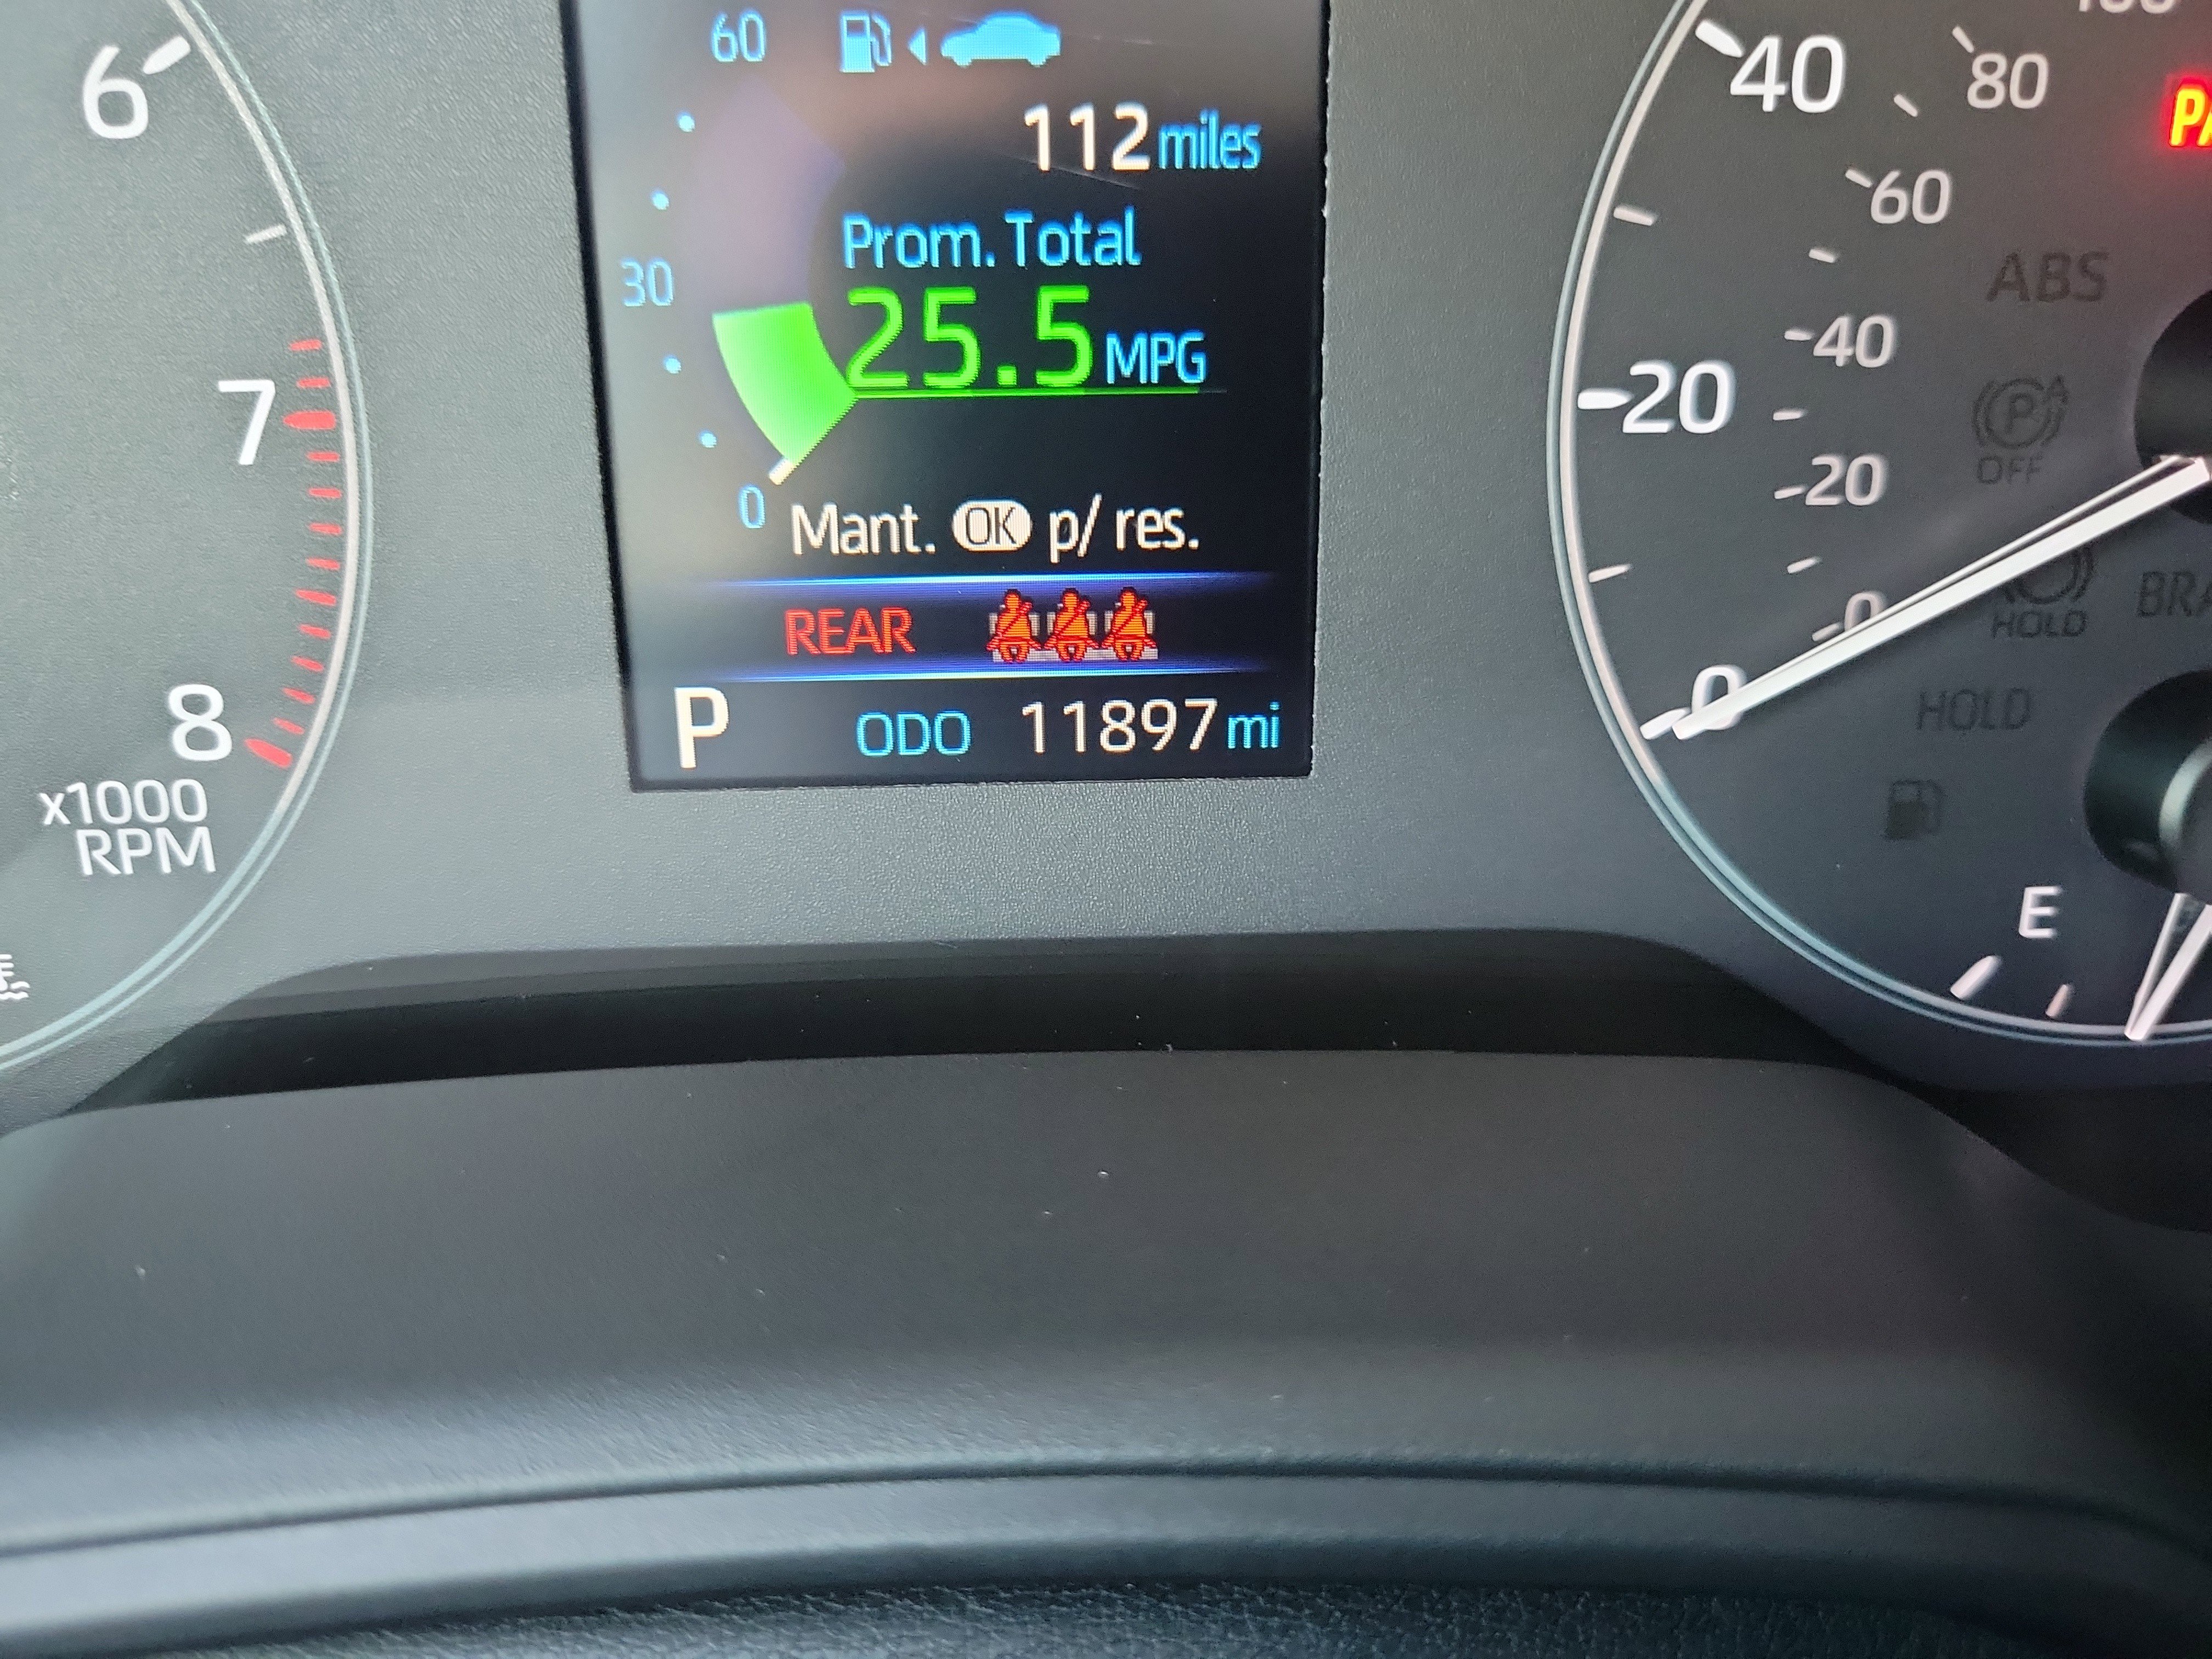 6
7
8
x1000
RPM
60
112 miles
Prom. Total
30
25.5 MPG
0
Mant. OK p/ res.
REAR
P ODO 11897 mi
40
20
0
80
60
40
20
0
ABS
P
OFF
HOLD
HOLD
E